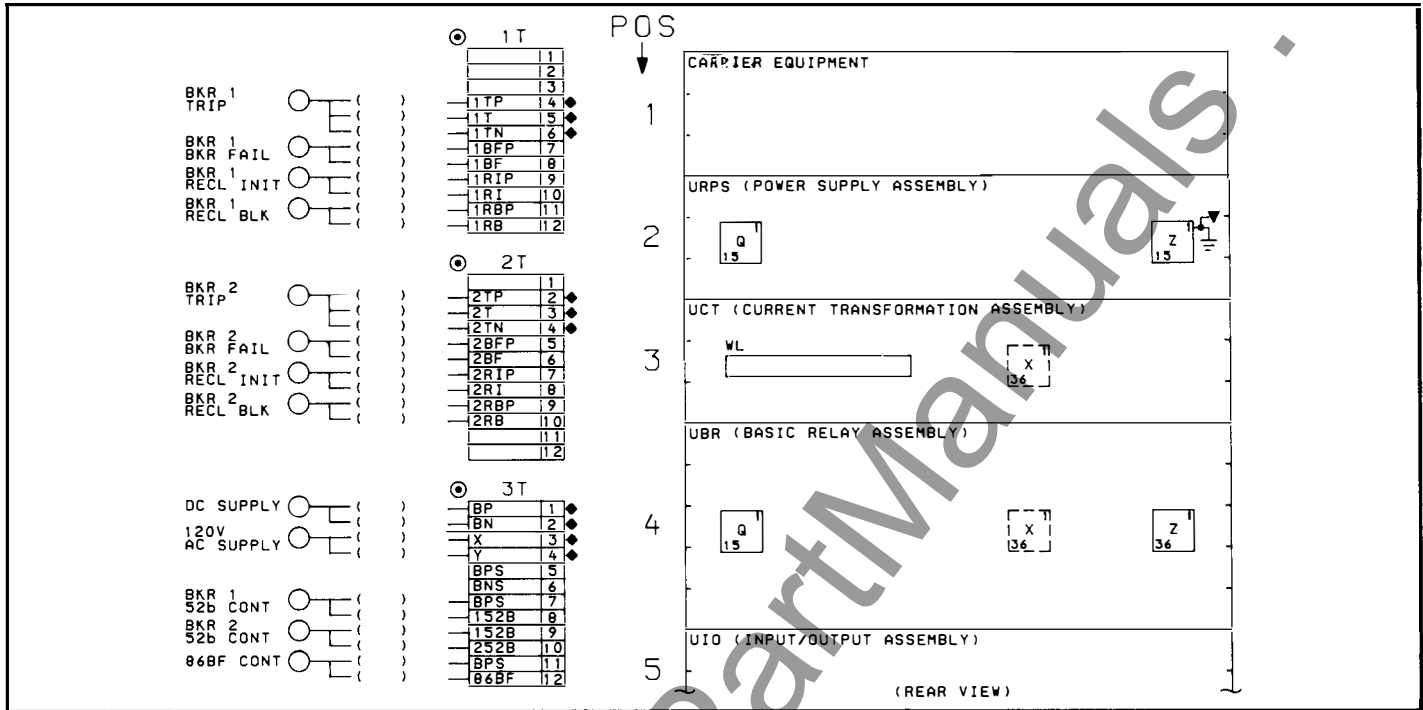 1T
1
2
3
BKR 1
TRIP
1TP 4
1T 5
1TN 6
BKR 1
BKR FAIL
1BFP 7
1BF 8
BKR 1
RECL INIT
1RIP 9
1RI 10
BKR 1
RECL BLK
1RBP 11
1RB 12
2T
1
BKR 2
TRIP
2TP 2
2T 3
2TN 4
BKR 2
BKR FAIL
2BFP 5
2BF 6
BKR 2
RECL INIT
2RIP 7
2RI 8
BKR 2
RECL BLK
2RBP 9
2RB 10
11
12
3T
DC SUPPLY
BP 1
BN 2
120V
AC SUPPLY
X 3
Y 4
BPS 5
BNS 6
BKR 1
52b CONT
BPS 7
152B 8
BKR 2
52b CONT
152B 9
252B 10
86BF CONT
BPS 11
86BF 12
POS
1
CARRIER EQUIPMENT
2
URPS (POWER SUPPLY ASSEMBLY)
Q 1
15
Z 1
15
3
UCT (CURRENT TRANSFORMATION ASSEMBLY)
WL
X 1
36
4
UBR (BASIC RELAY ASSEMBLY)
Q 1
15
X 1
36
Z 1
36
5
UIO (INPUT/OUTPUT ASSEMBLY)
(REAR VIEW)
PartManuals .